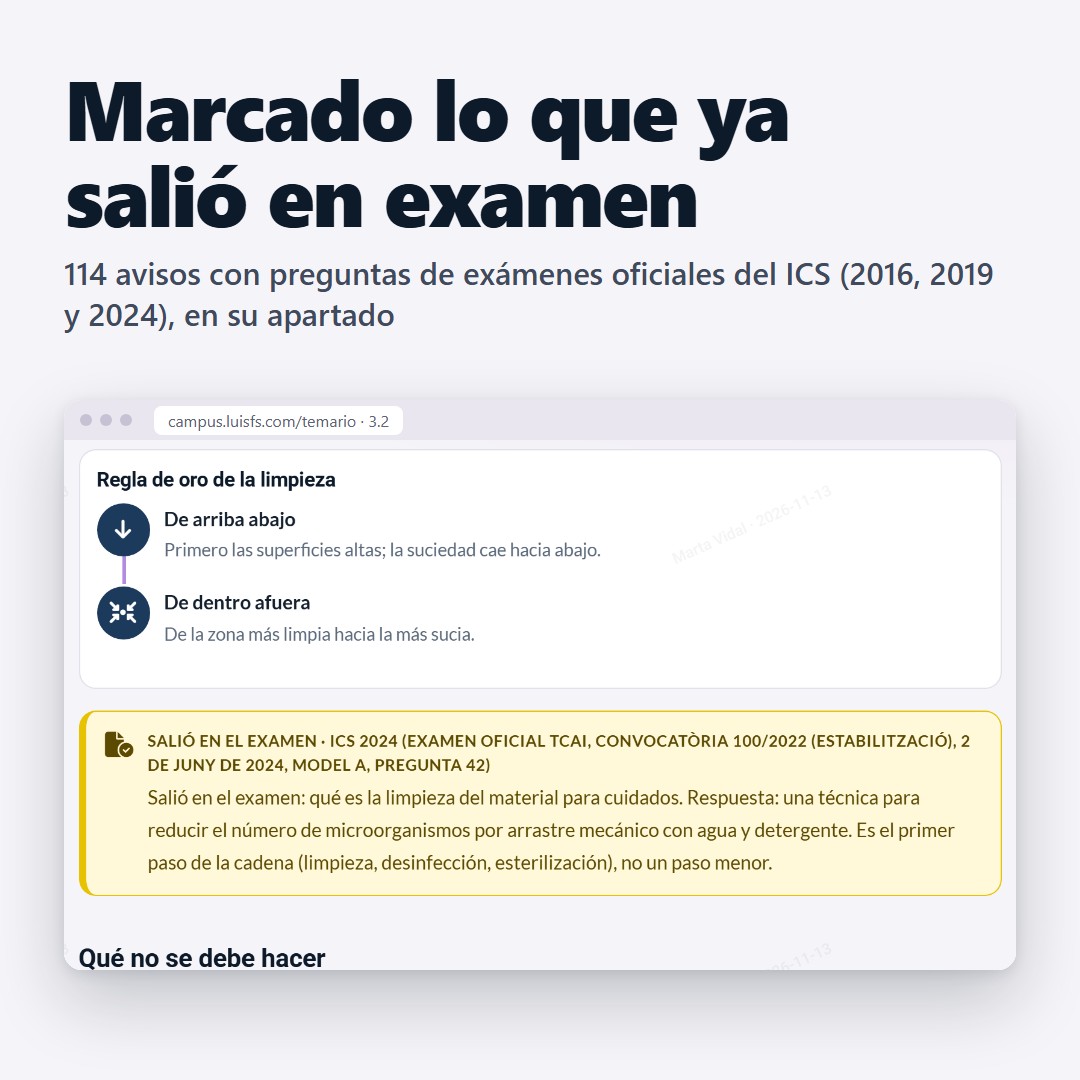 Marcado lo que ya
salió en examen
114 avisos con preguntas de exámenes oficiales del ICS (2016, 2019
y 2024), en su apartado
campus.luisfs.com/temario · 3.2
Regla de oro de la limpieza
De arriba abajo
Primero las superficies altas; la suciedad cae hacia abajo.
Marta Vidal · 2026-11-13
De dentro afuera
De la zona más limpia hacia la más sucia.
SALIÓ EN EL EXAMEN · ICS 2024 (EXAMEN OFICIAL TCAI, CONVOCATÒRIA 100/2022 (ESTABILITZACIÓ), 2
DE JUNY DE 2024, MODEL A, PREGUNTA 42)
Salió en el examen: qué es la limpieza del material para cuidados. Respuesta: una técnica para
reducir el número de microorganismos por arrastre mecánico con agua y detergente. Es el primer
paso de la cadena (limpieza, desinfección, esterilización), no un paso menor.
Qué no se debe hacer